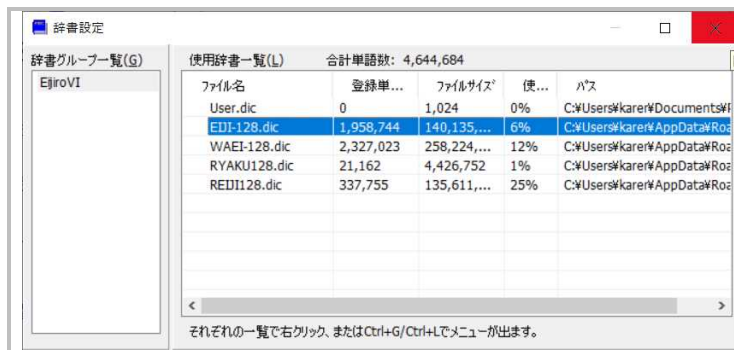 辞書設定
辞書グループ一覧(G) 使用辞書一覧(L) 合計単語数: 4,644,684
EijiroVI
ファイル名 登録単... ファイルサイズ 使... パス
User.dic 0 1,024 0% C:¥Users¥karer¥Documents¥
EIJI-128.dic 1,958,744 140,135,... 6% C:¥Users¥karer¥AppData¥Roa
WAEI-128.dic 2,327,023 258,224,... 12% C:¥Users¥karer¥AppData¥Roa
RYAKU128.dic 21,162 4,426,752 1% C:¥Users¥karer¥AppData¥Roa
REIJI128.dic 337,755 135,611,... 25% C:¥Users¥karer¥AppData¥Roa
それぞれの一覧で右クリック、またはCtrl+G/Ctrl+Lでメニューが出ます。